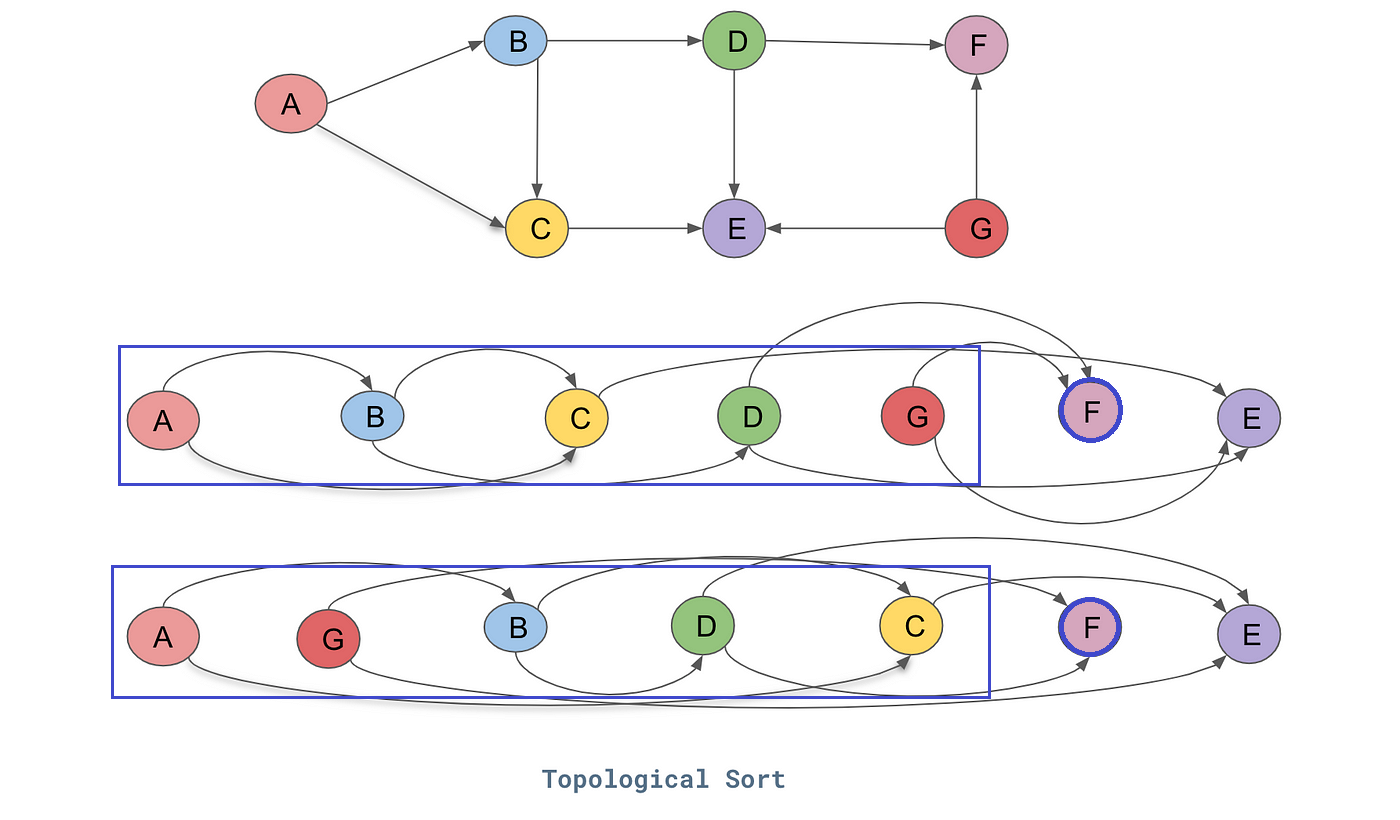 B D F
A
C E G
A B C D G F E
A G B D C F E
Topological Sort